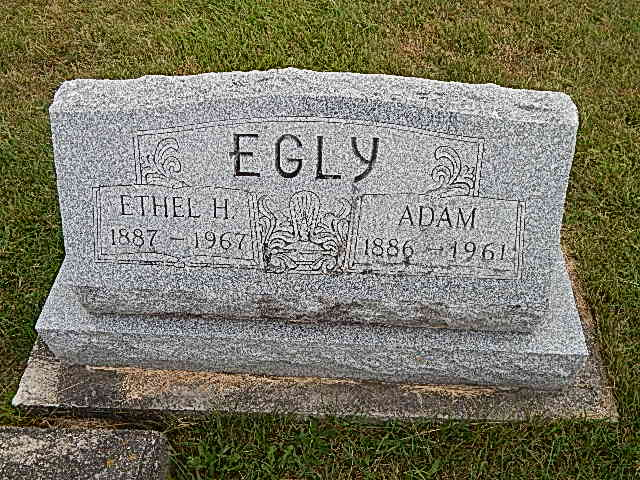 EGLY
ETHEL H.
1887 — 1967
ADAM
1886 — 1961